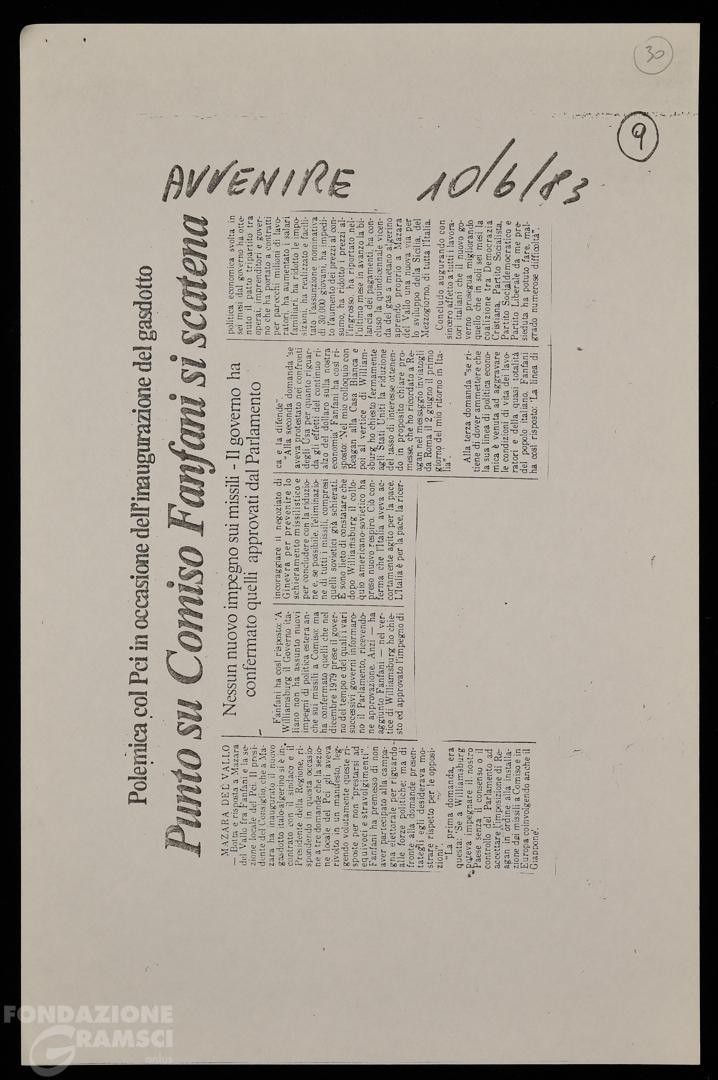 30
9
AVVENIRE 10/6/83
Polemica col Pci in occasione dell'inaugurazione del gasdotto
Punto su Comiso Fanfani si scatena
Nessun nuovo impegno sui missili - Il governo ha
confermato quelli approvati dal Parlamento
MAZARA DEL VALLO
— Botta e risposta a Mazara
del Vallo fra Fanfani e la se-
zione locale del Pci. Il presi-
dente del Consiglio, che a Ma-
zara ha inaugurato il nuovo
gasdotto italo-algerino si è in-
contrato con il sindaco e il
Presidente della Regione, ri-
spondendo in questa occasio-
ne a tre domande che la sezio-
ne locale del Pci gli aveva
rivolto in un manifesto, leg-
gendo volutamente queste ri-
sposte per non "prestarsi ad
equivoci e stravolgimenti".
Fanfani ha premesso di non
aver partecipato alla campa-
gna elettorale per riguardo
alle forze politiche, ma di
fronte alla domande presen-
tategli egli desiderava mo-
strare rispetto per le opposi-
zioni".
"La prima domanda, era
questa: 'Se a Williamsburg
poteva impegnare il nostro
Paese senza il consenso o il
controllo del Parlamento ad
accettare l'imposizione di Re-
agan in ordine alla installa-
zione dai missili a Comiso e in
Europa coinvolgendo anche il
Giappone'.
Fanfani ha così risposto: 'A
Williamsburg il Governo ita-
liano non ha assunto nuovi
impegni di politica estera an-
che sui missili a Comiso; ma
ha confermato quelli che nel
dicembre 1979 prese il gover-
no del tempo e dei quali i vari
successivi governi informaro-
no il Parlamento, ricevendo-
ne approvazione. Anzi — ha
aggiunto Fanfani — nel ver-
tice di Williamsburg ho chie-
sto ed approvato l'impegno di
incoraggiare il negoziato di
Ginevra per prevenire lo
schieramento missilistico e
per concludere con la riduzio-
ne e, se possibile, l'eliminazio-
ne di tutti i missili, compresi
quelli sovietici già schierati.
E sono lieto di constatare che
dopo Williamsburg il collo-
quio americano-sovietico ha
preso nuovo respiro. Ciò con-
ferma che l'Italia aveva ac-
cortamente agito per la pace.
L'Italia è per la pace, la ricer-
ca e la difende".
"Alla seconda domanda 'se
aveva protestato nei confronti
degli Usa per quanto riguar-
da gli effetti del continuo ri-
alzo del dollaro sulla nostra
economia' Fanfani ha così ri-
sposto: 'Nel mio colloquio con
Reagan alla Casa Bianca e
poi al vertice di Williams-
burg ho chiesto fermamente
agli Stati Uniti la riduzione
del tasso di interesse ottenen-
do in proposito chiare pro-
messe, che ho ricordato a Re-
agan nel messaggio inviatogli
da Roma il 2 giugno il primo
giorno del mio ritorno in Ita-
lia".
Alla terza domanda "se ri-
tiene di dover ammettere che
la sua linea di politica econo-
mica è venuta ad aggravare
le condizioni di vita dei lavo-
ratori e della quasi totalità
del popolo italiano, Fanfani
ha così risposto: La linea di
politica economica svolta in
sei mesi dal governo ha otte-
nuto il patto tripartito tra
operai, imprenditori e gover-
no che ha portato a contratti
per parecchi milioni di lavo-
ratori, ha aumentato i salari
familiari, ha ridotto le impo-
sizioni, ha realizzato e facili-
tato l'assunzione nominativa
di 30.000 giovani, ha impedi-
to l'aumento dei prezzi al con-
sumo, ha ridotto i prezzi al-
l'ingrosso, ha riportato nel-
l'ultimo mese in avanzo la bi-
lancia dei pagamenti, ha con-
cluso la quindicennale vicen-
da del gas a metano algerino
aprendo proprio a Mazara
del Vallo una nuova via per
lo sviluppo della Sicilia, del
Mezzogiorno, di tutta l'Italia.
Concludo augurando con
sincero affetto a tutti i lavora-
tori italiani che il nuovo go-
verno prosegua migliorando
quello che in soli sei mesi la
coalizione tra Democrazia
Cristiana, Partito Socialista,
Partito Socialdemocratico e
Partito Liberale da me pre-
sieduta ha potuto fare, mal-
grado numerose difficoltà".
FONDAZIONE
GRAMSCI
onlus